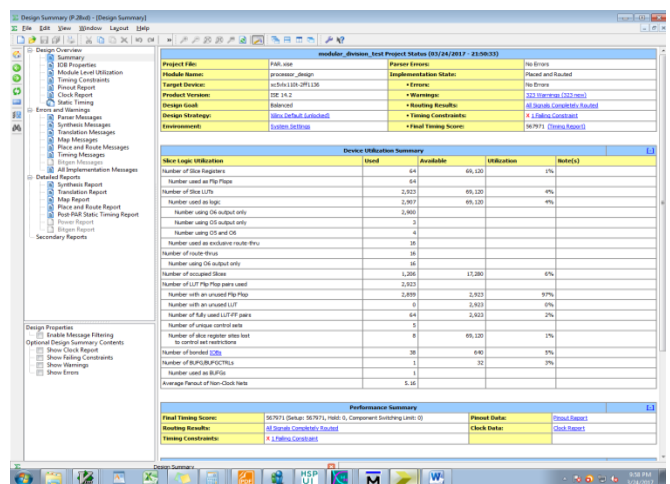 Design Summary (P.28xd) - [Design Summary]
File Edit View Window Layout Help
Design Overview
Summary
IOB Properties
Module Level Utilization
Timing Constraints
Pinout Report
Clock Report
Static Timing
Errors and Warnings
Parser Messages
Synthesis Messages
Translation Messages
Map Messages
Place and Route Messages
Timing Messages
Bitgen Messages
All Implementation Messages
Detailed Reports
Synthesis Report
Translation Report
Map Report
Place and Route Report
Post-PAR Static Timing Report
Power Report
Bitgen Report
Secondary Reports
Design Properties
Enable Message Filtering
Optional Design Summary Contents
Show Clock Report
Show Failing Constraints
Show Warnings
Show Errors
modular_division_test Project Status (03/24/2017 - 21:50:33)
Project File: PAR.xise Parser Errors: No Errors
Module Name: processor_design Implementation State: Placed and Routed
Target Device: xc5vlx110t-2ff1136 • Errors: No Errors
Product Version: ISE 14.2 • Warnings: 323 Warnings (323 new)
Design Goal: Balanced • Routing Results: All Signals Completely Routed
Design Strategy: Xilinx Default (unlocked) • Timing Constraints: X 1 Failing Constraint
Environment: System Settings • Final Timing Score: 567971 (Timing Report)
Device Utilization Summary [-]
Slice Logic Utilization Used Available Utilization Note(s)
Number of Slice Registers 64 69,120 1%
Number used as Flip Flops 64
Number of Slice LUTs 2,923 69,120 4%
Number used as logic 2,907 69,120 4%
Number using O6 output only 2,900
Number using O5 output only 3
Number using O5 and O6 4
Number used as exclusive route-thru 16
Number of route-thrus 16
Number using O6 output only 16
Number of occupied Slices 1,206 17,280 6%
Number of LUT Flip Flop pairs used 2,923
Number with an unused Flip Flop 2,859 2,923 97%
Number with an unused LUT 0 2,923 0%
Number of fully used LUT-FF pairs 64 2,923 2%
Number of unique control sets 5
Number of slice register sites lost
to control set restrictions 8 69,120 1%
Number of bonded IOBs 38 640 5%
Number of BUFG/BUFGCTRLs 1 32 3%
Number used as BUFGs 1
Average Fanout of Non-Clock Nets 5.16
Performance Summary [-]
Final Timing Score: 567971 (Setup: 567971, Hold: 0, Component Switching Limit: 0) Pinout Data: Pinout Report
Routing Results: All Signals Completely Routed Clock Data: Clock Report
Timing Constraints: X 1 Failing Constraint
Design Summary
HSP
UI
M
W
9:58 PM
3/24/2017